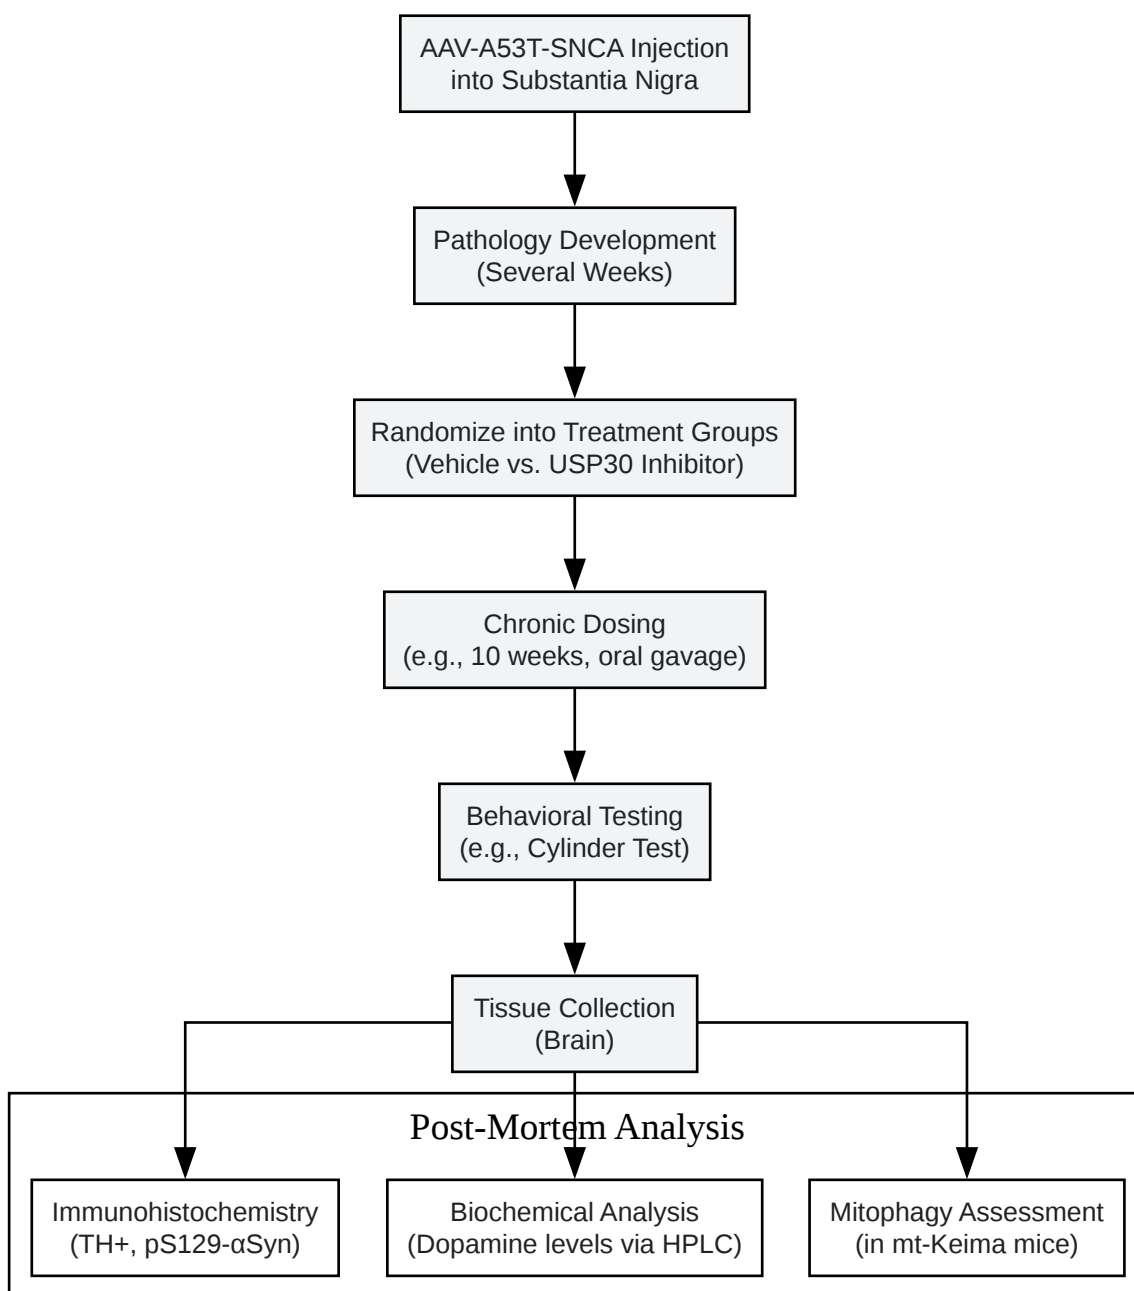 AAV-A53T-SNCA Injection
into Substantia Nigra
Pathology Development
(Several Weeks)
Randomize into Treatment Groups
(Vehicle vs. USP30 Inhibitor)
Chronic Dosing
(e.g., 10 weeks, oral gavage)
Behavioral Testing
(e.g., Cylinder Test)
Tissue Collection
(Brain)
Post-Mortem Analysis
Immunohistochemistry
(TH+, pS129-αSyn)
Biochemical Analysis
(Dopamine levels via HPLC)
Mitophagy Assessment
(in mt-Keima mice)